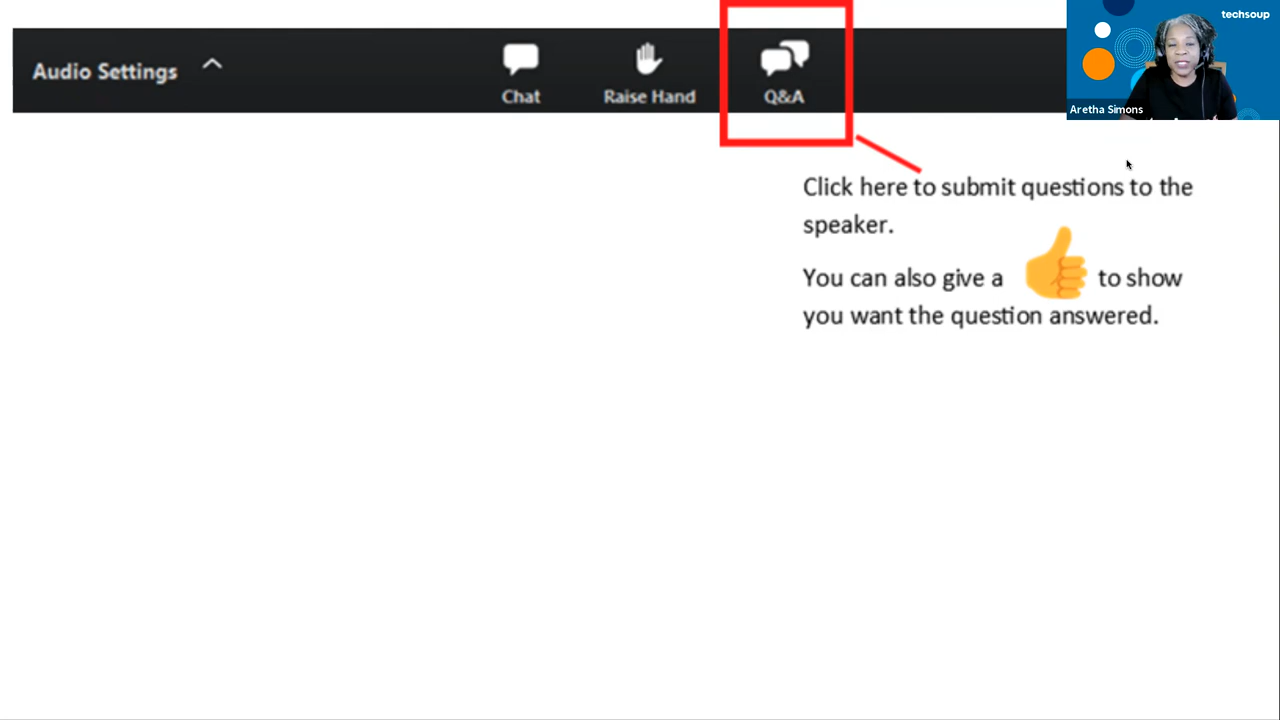 techsoup
Audio Settings
Chat
Raise Hand
Q&A
Aretha Simons
Click here to submit questions to the
speaker.
You can also give a to show
you want the question answered.